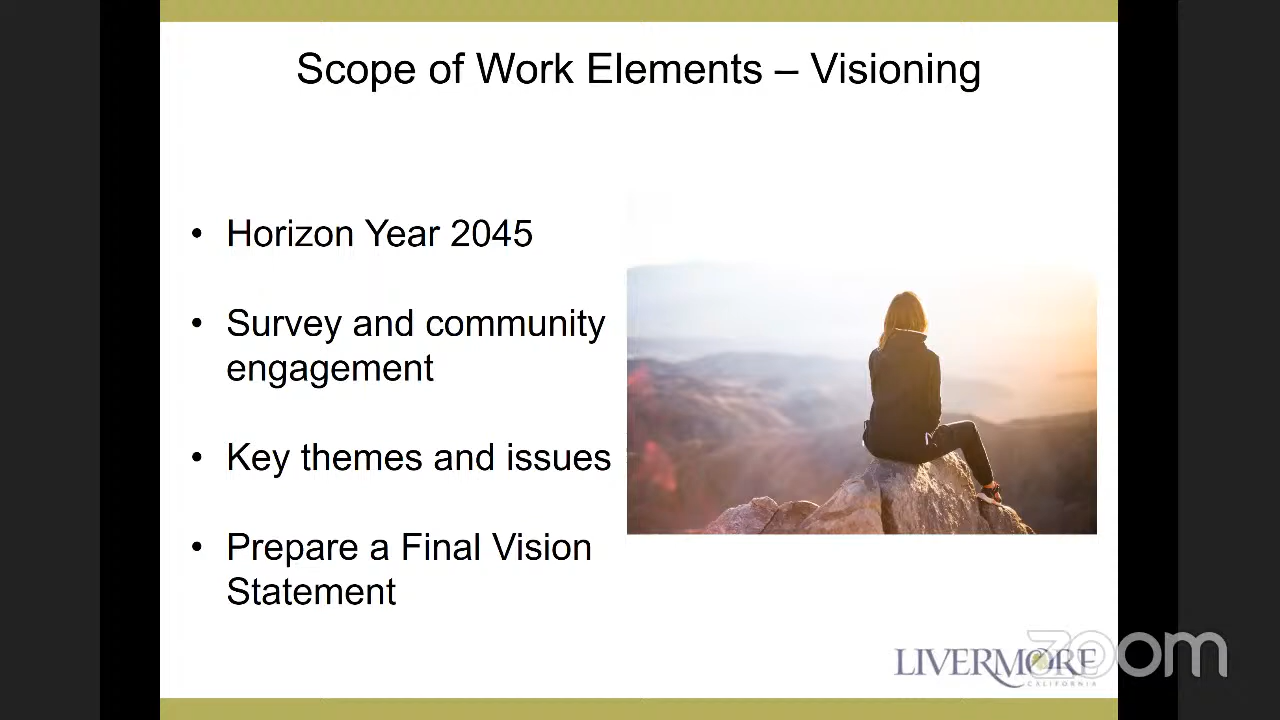 Scope of Work Elements – Visioning
• Horizon Year 2045
• Survey and community
engagement
• Key themes and issues
• Prepare a Final Vision
Statement
LIVERMORE
CALIFORNIA
zoom